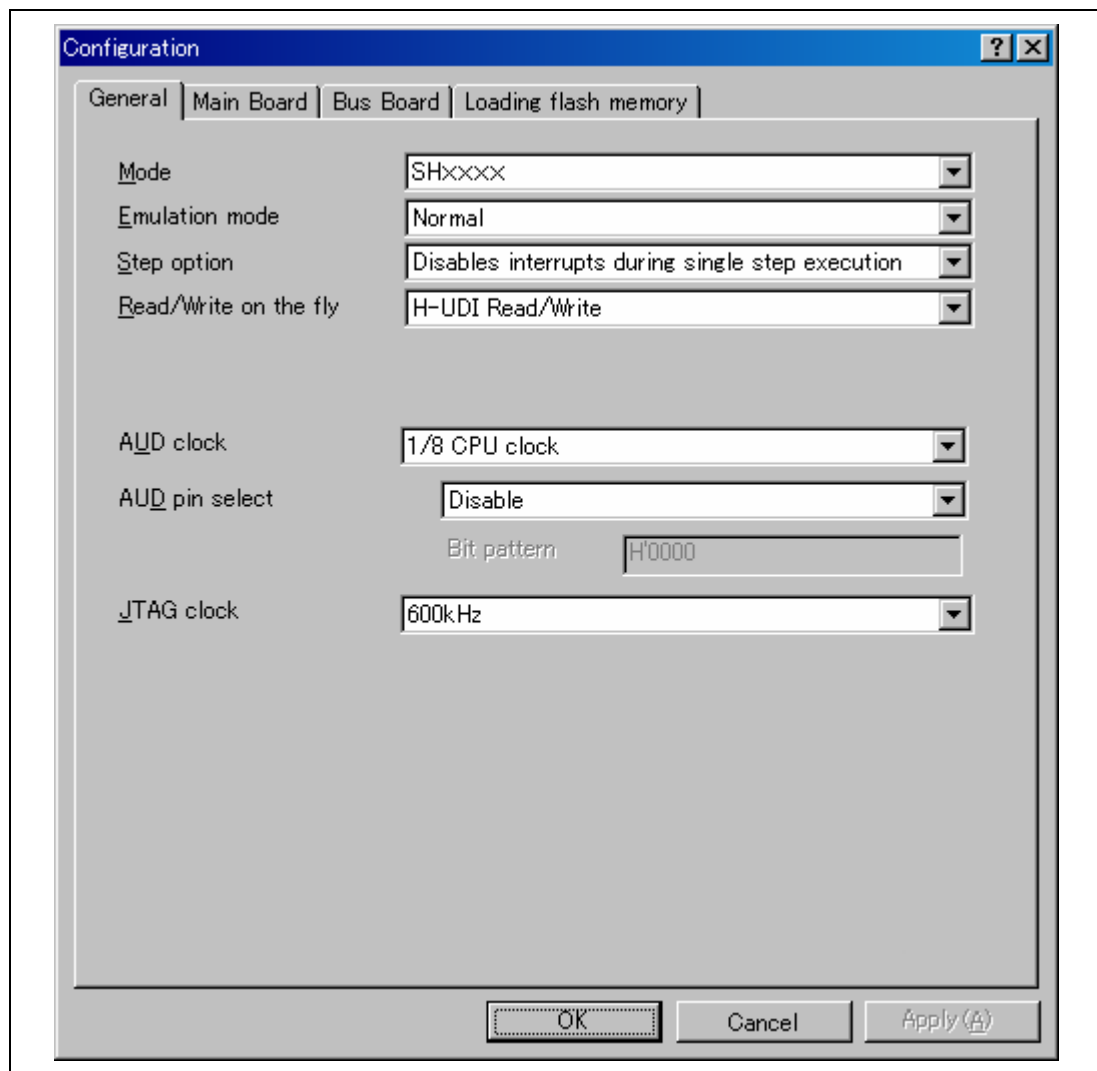 Configuration
General Main Board Bus Board Loading flash memory
Mode SH×××× 
Emulation mode Normal
Step option Disables interrupts during single step execution
Read/Write on the fly H-UDI Read/Write
AUD clock 1/8 CPU clock
AUD pin select Disable
Bit pattern H'0000
JTAG clock 600kHz
OK Cancel Apply(A)